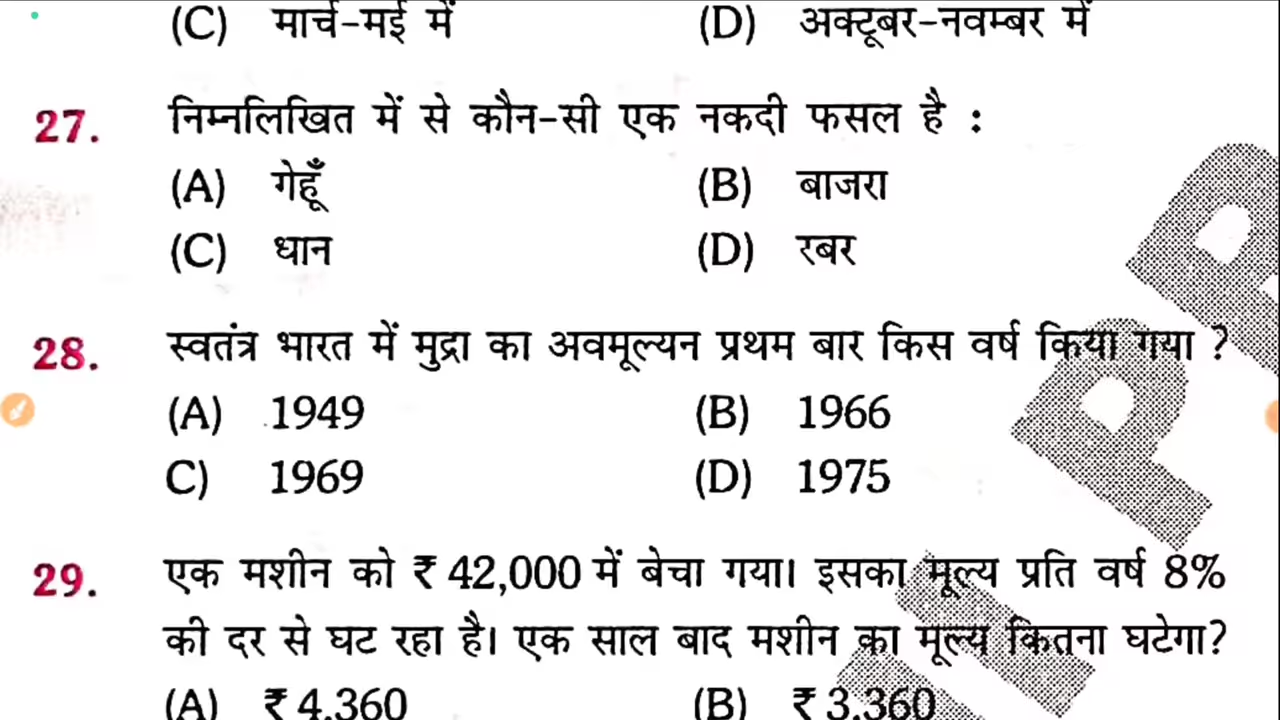 (C) मार्च-मई में (D) अक्टूबर-नवम्बर में
27. निम्नलिखित में से कौन-सी एक नकदी फसल है :
(A) गेहूँ (B) बाजरा
(C) धान (D) रबर
28. स्वतंत्र भारत में मुद्रा का अवमूल्यन प्रथम बार किस वर्ष किया गया ?
(A) 1949 (B) 1966
C) 1969 (D) 1975
29. एक मशीन को ₹ 42,000 में बेचा गया। इसका मूल्य प्रति वर्ष 8%
की दर से घट रहा है। एक साल बाद मशीन का मूल्य कितना घटेगा?
(A) ₹ 4,360 (B) ₹ 3,360